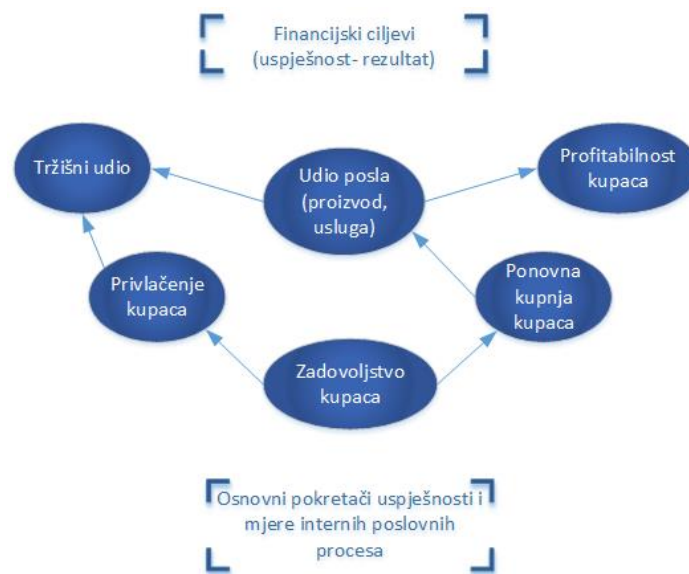 Financijski ciljevi
(uspješnost- rezultat)
Tržišni udio
Udio posla
(proizvod,
usluga)
Profitabilnost
kupaca
Privlačenje
kupaca
Ponovna
kupnja
kupaca
Zadovoljstvo
kupaca
Osnovni pokretači uspješnosti i
mjere internih poslovnih
procesa